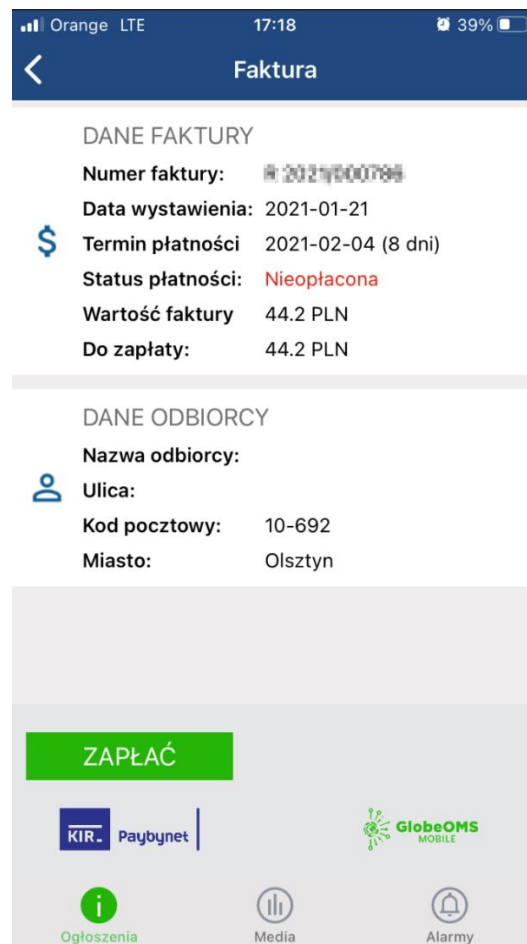 Orange LTE 17:18 39%
Faktura
DANE FAKTURY
Numer faktury:
Data wystawienia: 2021-01-21
Termin płatności 2021-02-04 (8 dni)
Status płatności: Nieopłacona
Wartość faktury 44.2 PLN
Do zapłaty: 44.2 PLN
DANE ODBIORCY
Nazwa odbiorcy:
Ulica:
Kod pocztowy: 10-692
Miasto: Olsztyn
ZAPŁAĆ
KIR Paybynet
GlobeOMS
MOBILE
Ogłoszenia Media Alarmy